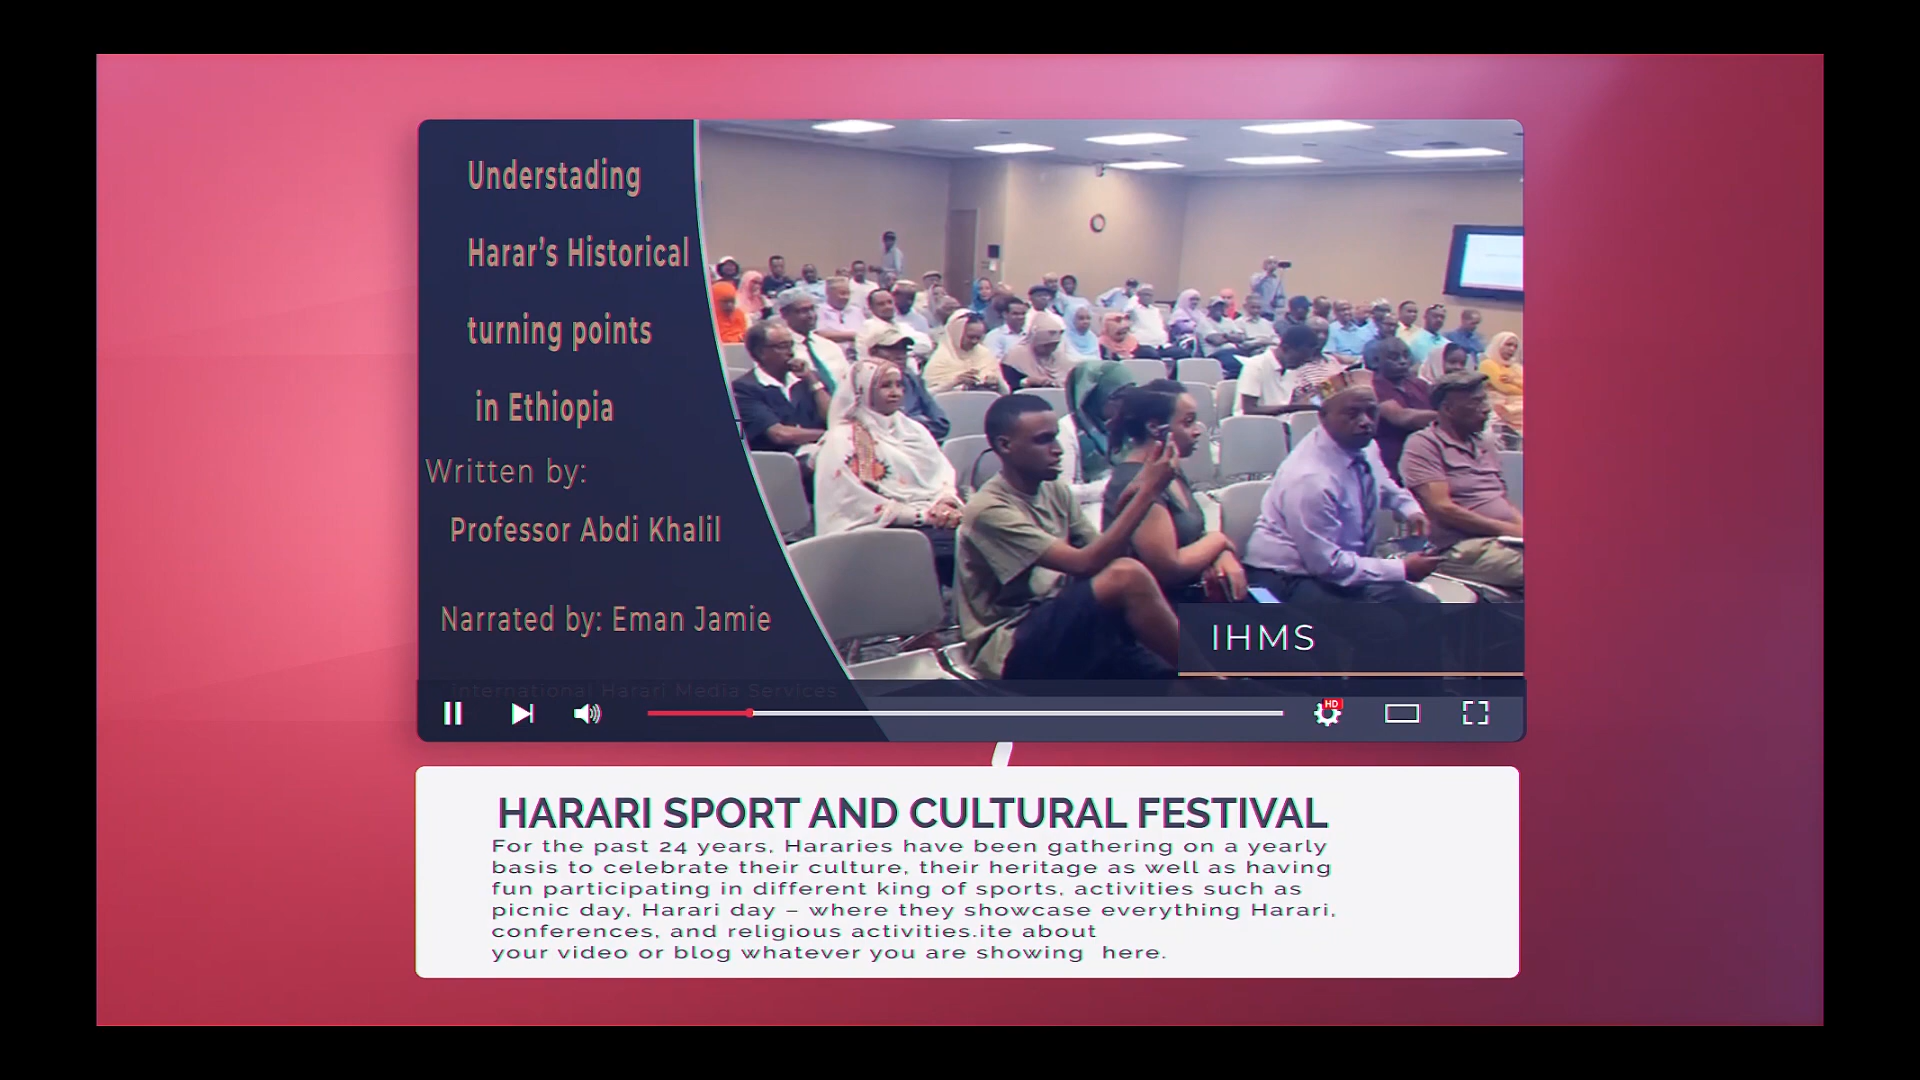 Understading
Harar's Historical
turning points
in Ethiopia
Written by:
Professor Abdi Khalil
Narrated by: Eman Jamie
International Harari Media Services
IHMS
HD
HARARI SPORT AND CULTURAL FESTIVAL
For the past 24 years, Hararies have been gathering on a yearly
basis to celebrate their culture, their heritage as well as having
fun participating in different king of sports, activities such as
picnic day, Harari day – where they showcase everything Harari,
conferences, and religious activities.ite about
your video or blog whatever you are showing here.